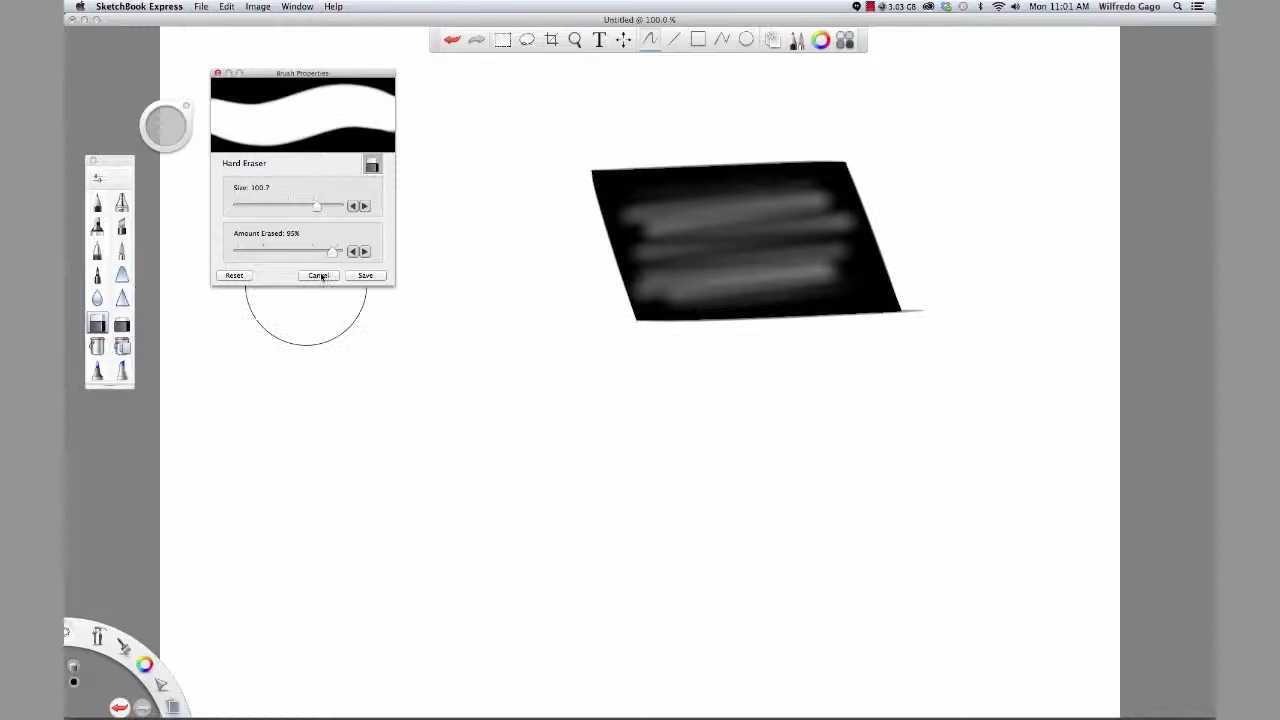 SketchBook Express File Edit Image Window Help 3.03 GB Mon 11:01 AM Wilfredo Gago
Untitled @ 100.0 %
T
Brush Properties
Hard Eraser
Size: 100.7
Amount Erased: 95%
Reset Cancel Save